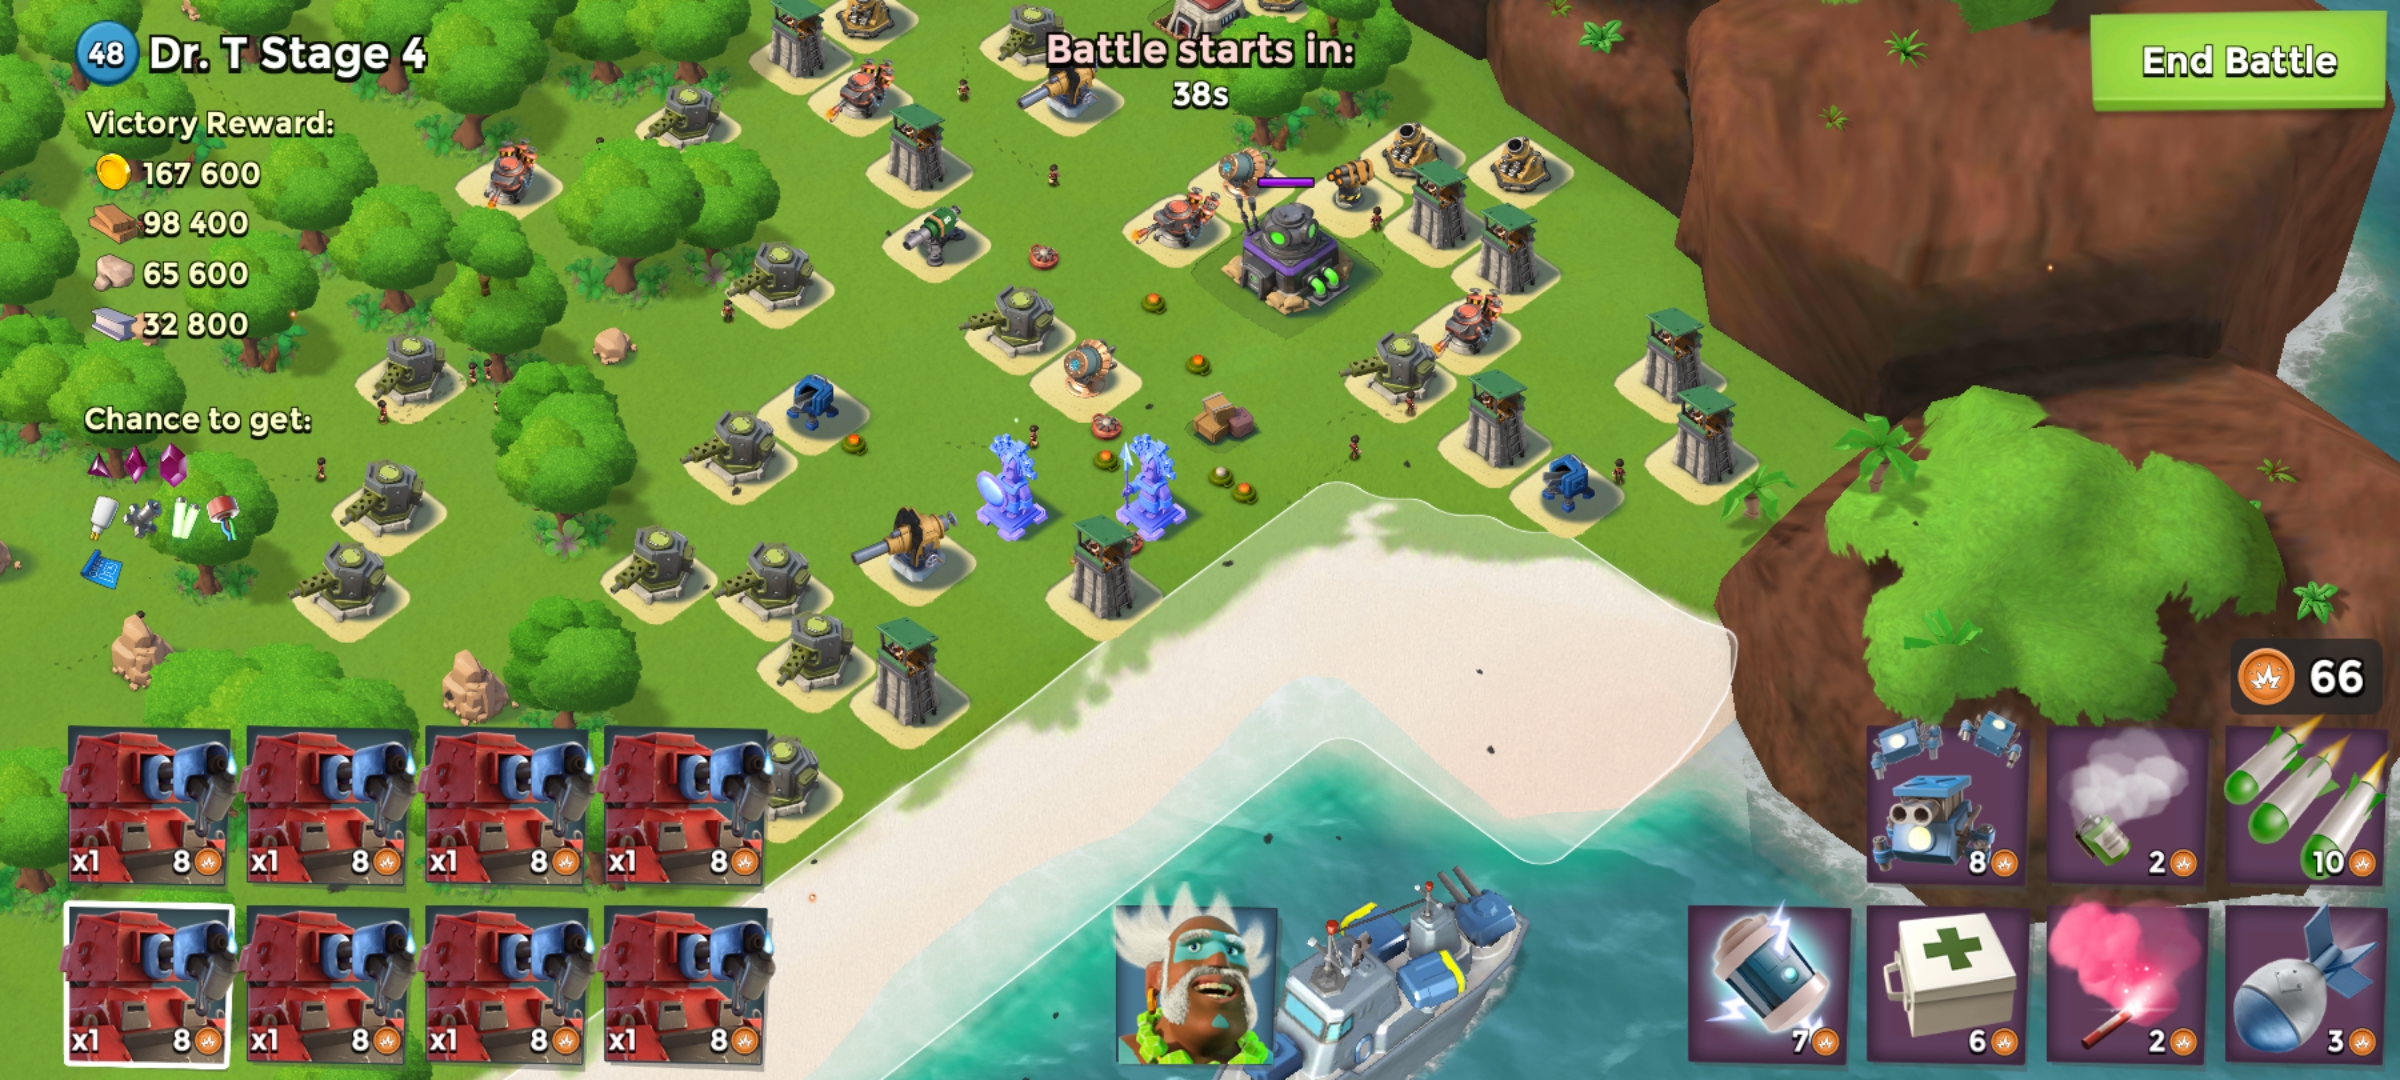 48 Dr. T Stage 4
Battle starts in:
38s
End Battle
Victory Reward:
167 600
98 400
65 600
32 800
Chance to get:
66
x1 8
x1 8
x1 8
x1 8
8
2
10
x1 8
x1 8
x1 8
x1 8
7
6
2
3